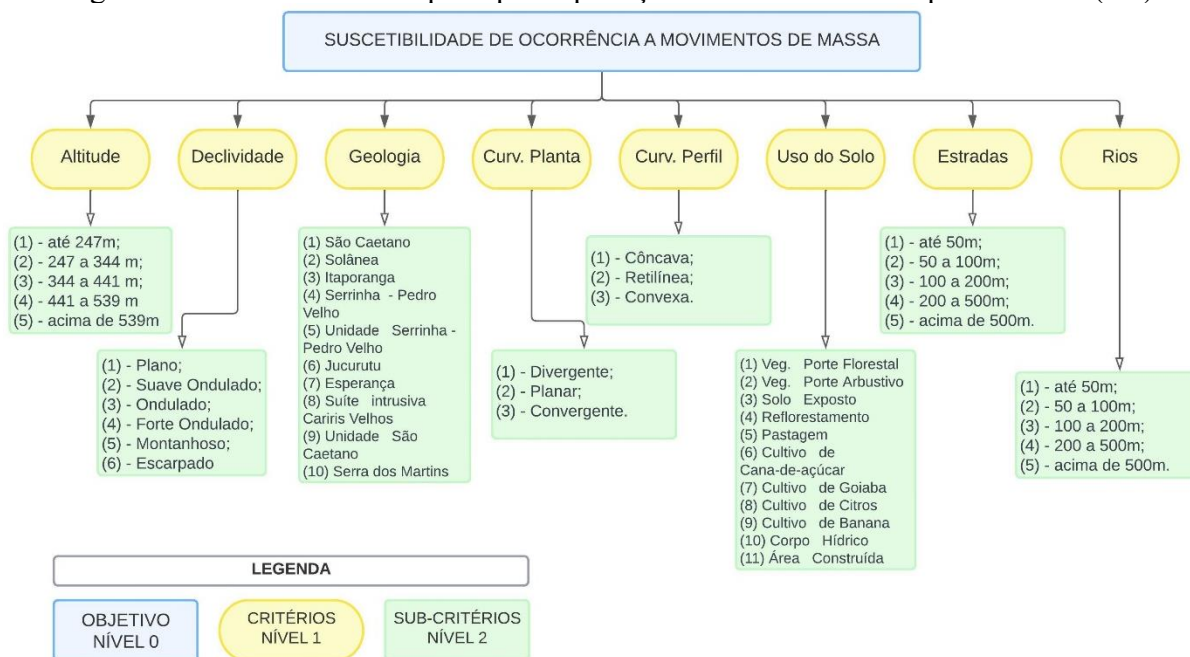 SUSCETIBILIDADE DE OCORRÊNCIA A MOVIMENTOS DE MASSA
Altitude
Declividade
Geologia
Curv. Planta
Curv. Perfil
Uso do Solo
Estradas
Rios
(1) - até 247m;
(2) - 247 a 344 m;
(3) - 344 a 441 m;
(4) - 441 a 539 m
(5) - acima de 539m
(1) - Plano;
(2) - Suave Ondulado;
(3) - Ondulado;
(4) - Forte Ondulado;
(5) - Montanhoso;
(6) - Escarpado
(1) São Caetano
(2) Solânea
(3) Itaporanga
(4) Serrinha - Pedro
Velho
(5) Unidade Serrinha -
Pedro Velho
(6) Jucurutu
(7) Esperança
(8) Suíte intrusiva
Cariris Velhos
(9) Unidade São
Caetano
(10) Serra dos Martins
(1) - Divergente;
(2) - Planar;
(3) - Convergente.
(1) - Côncava;
(2) - Retilínea;
(3) - Convexa.
(1) Veg. Porte Florestal
(2) Veg. Porte Arbustivo
(3) Solo Exposto
(4) Reflorestamento
(5) Pastagem
(6) Cultivo de
Cana-de-açúcar
(7) Cultivo de Goiaba
(8) Cultivo de Citros
(9) Cultivo de Banana
(10) Corpo Hídrico
(11) Área Construída
(1) - até 50m;
(2) - 50 a 100m;
(3) - 100 a 200m;
(4) - 200 a 500m;
(5) - acima de 500m.
(1) - até 50m;
(2) - 50 a 100m;
(3) - 100 a 200m;
(4) - 200 a 500m;
(5) - acima de 500m.
LEGENDA
OBJETIVO
NÍVEL 0
CRITÉRIOS
NÍVEL 1
SUB-CRITÉRIOS
NÍVEL 2